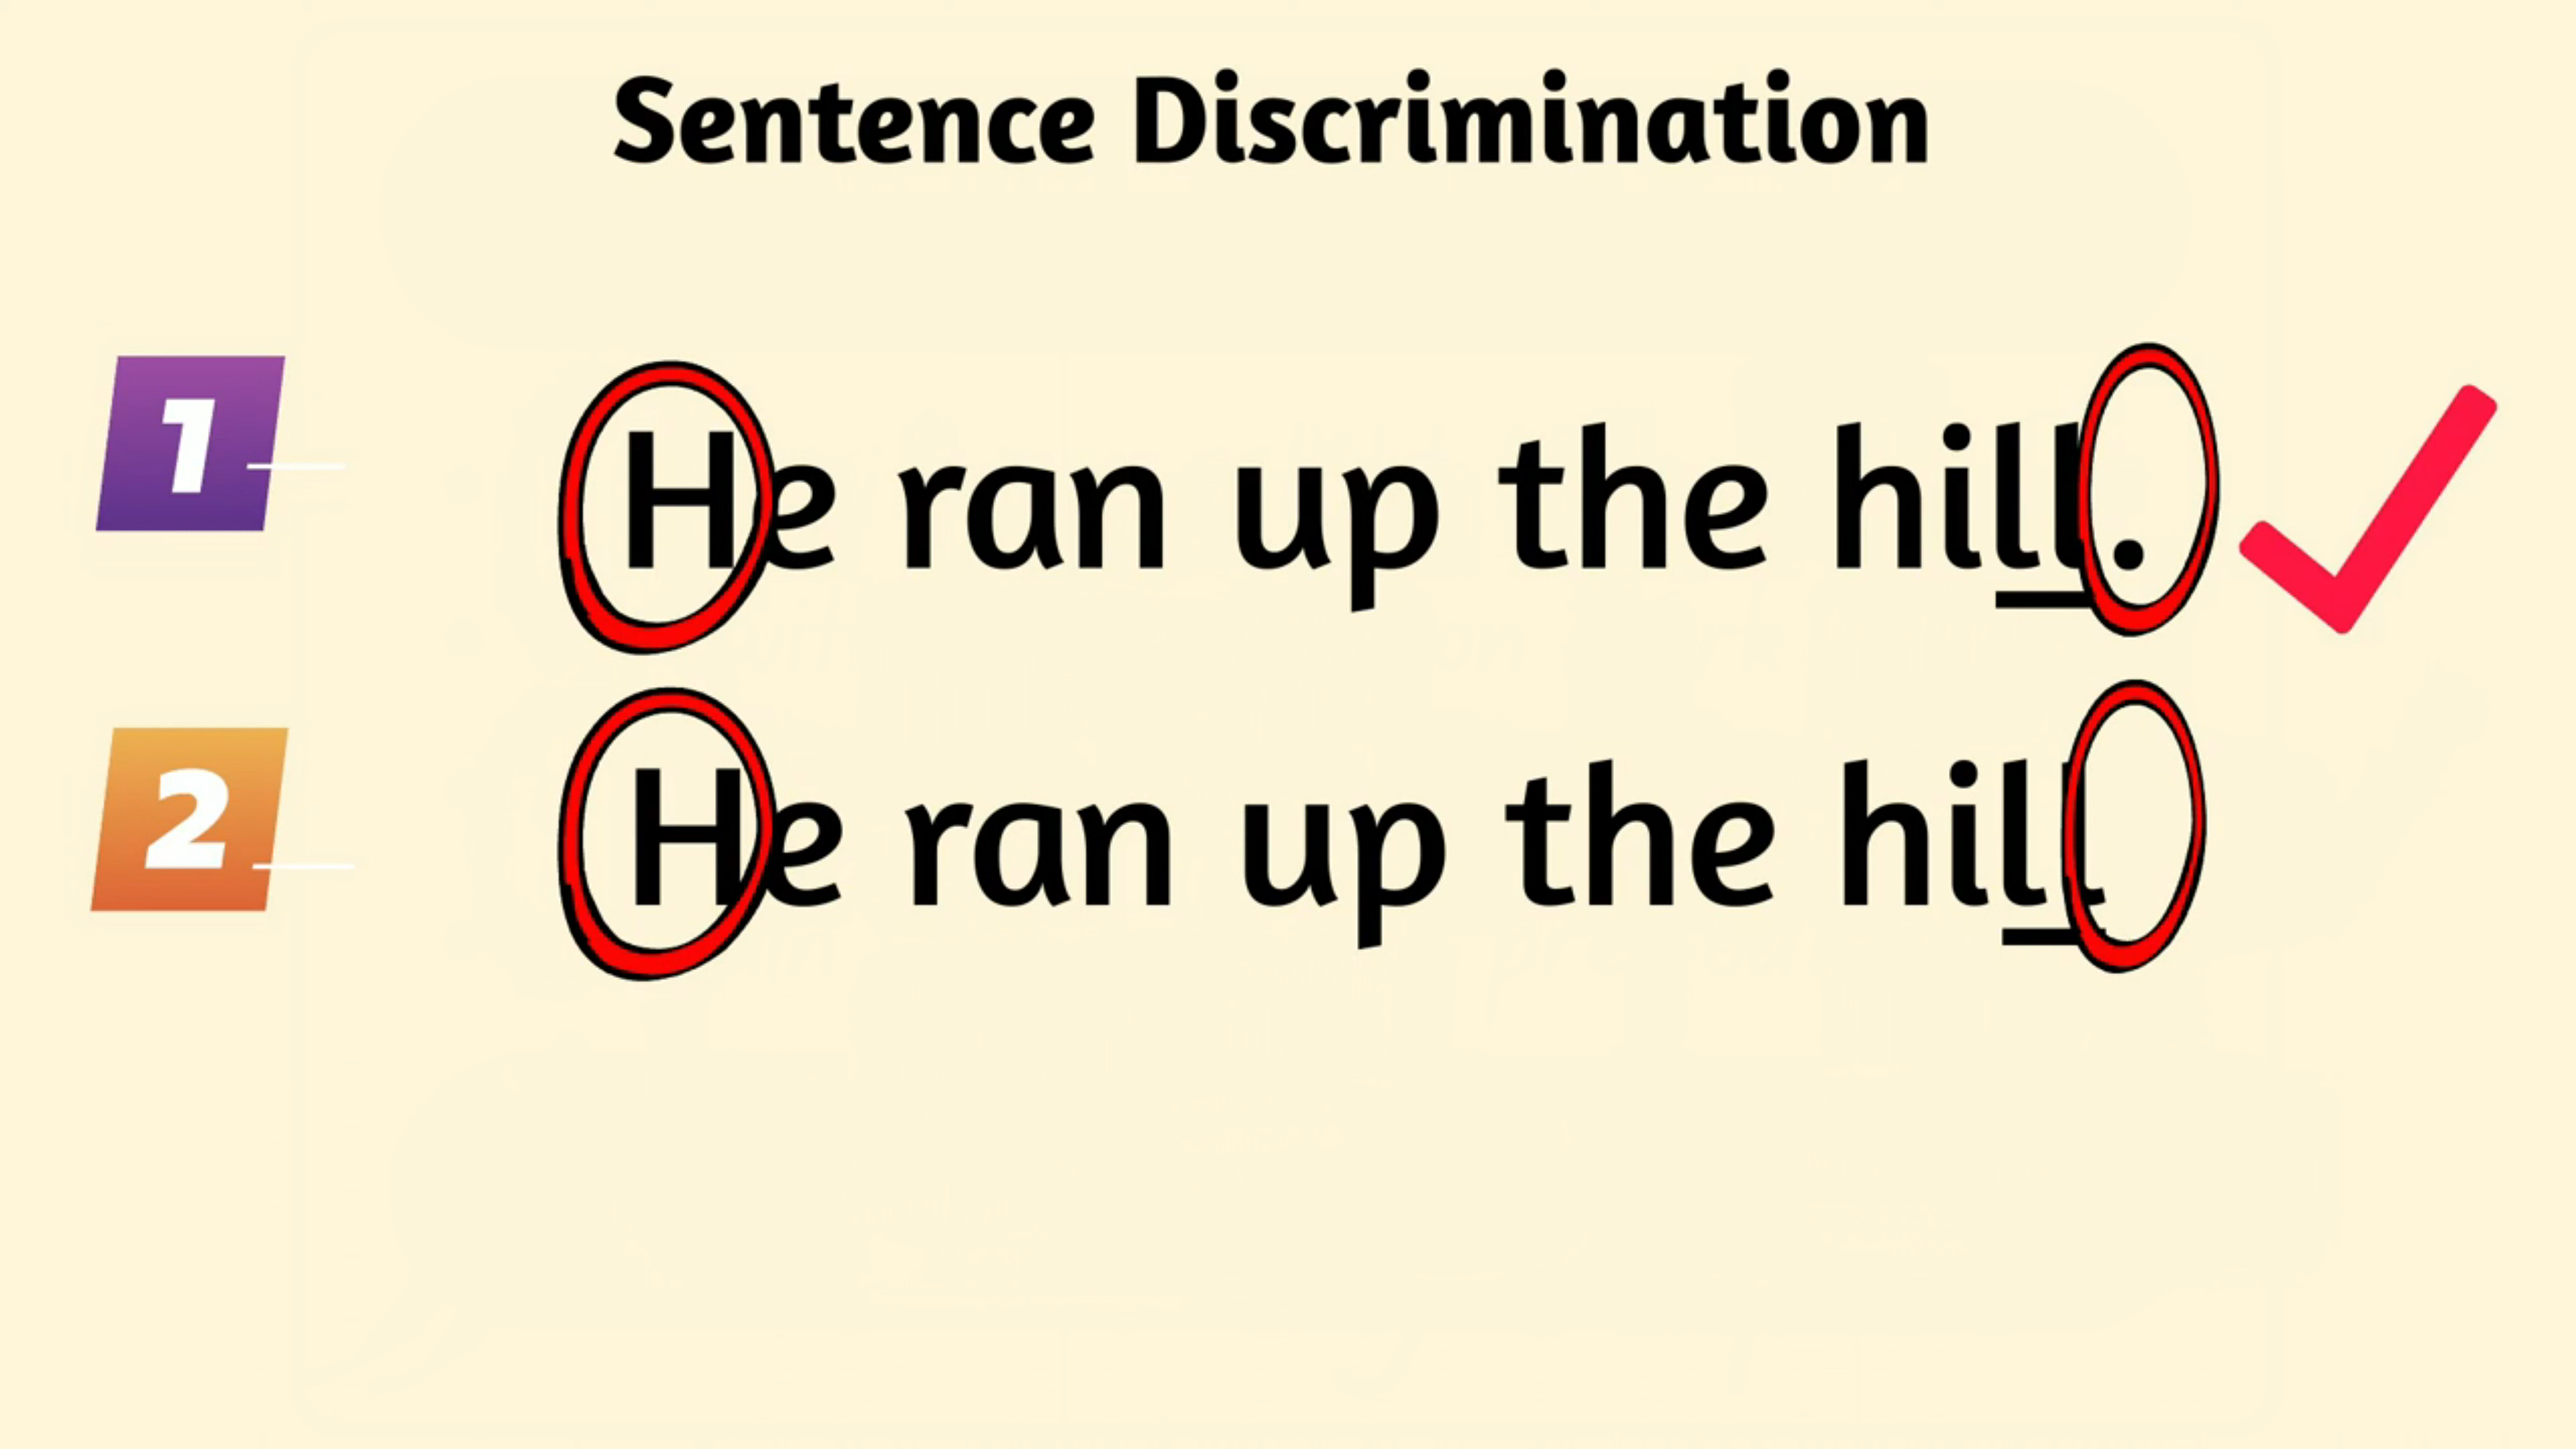 Sentence Discrimination
1 He ran up the hill.
2 He ran up the hill